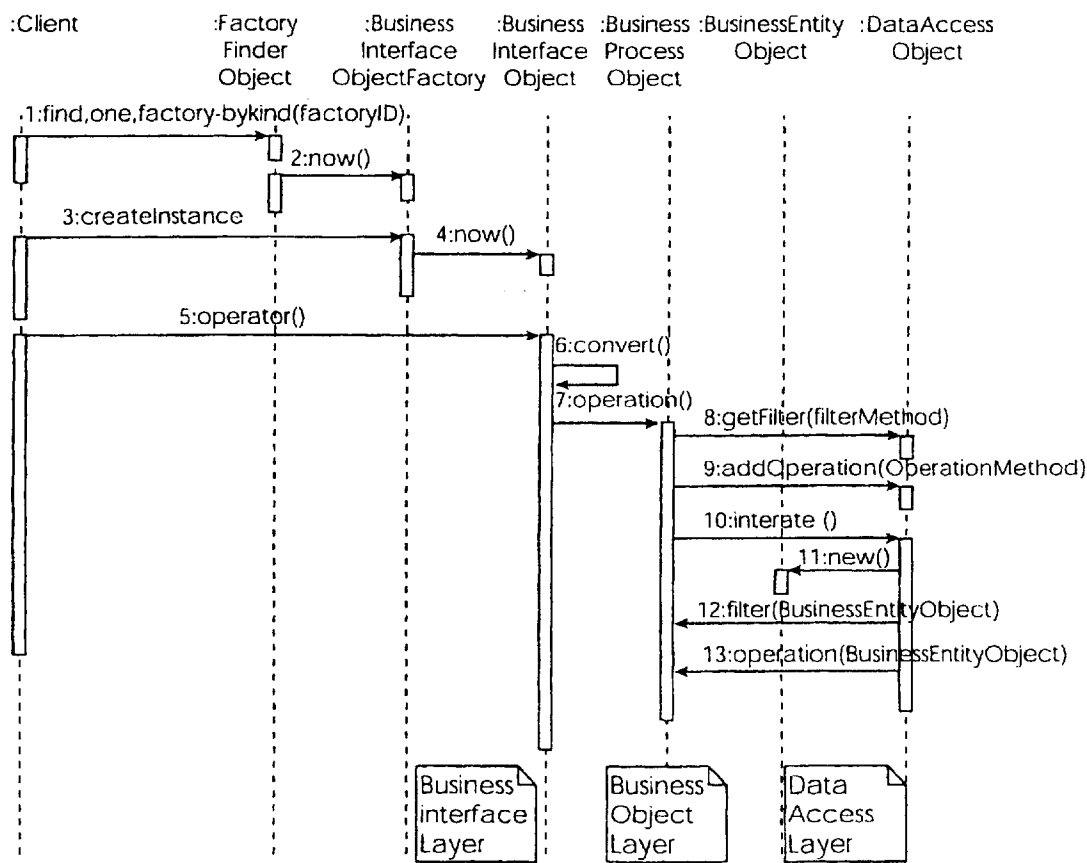 :Client :Factory :Business :Business :Business :BusinessEntity :DataAccess
Finder Interface Interface Process Object Object
Object ObjectFactory Object Object
1:find,one,factory-bykind(factoryID)
2:now()
3:createInstance
4:now()
5:operator()
6:convert()
7:operation()
8:getFilter(filterMethod)
9:addOperation(OperationMethod)
10:interate ()
11:new()
12:filter(BusinessEntityObject)
13:operation(BusinessEntityObject)
Business Business Data
interface Object Access
Layer Layer Layer